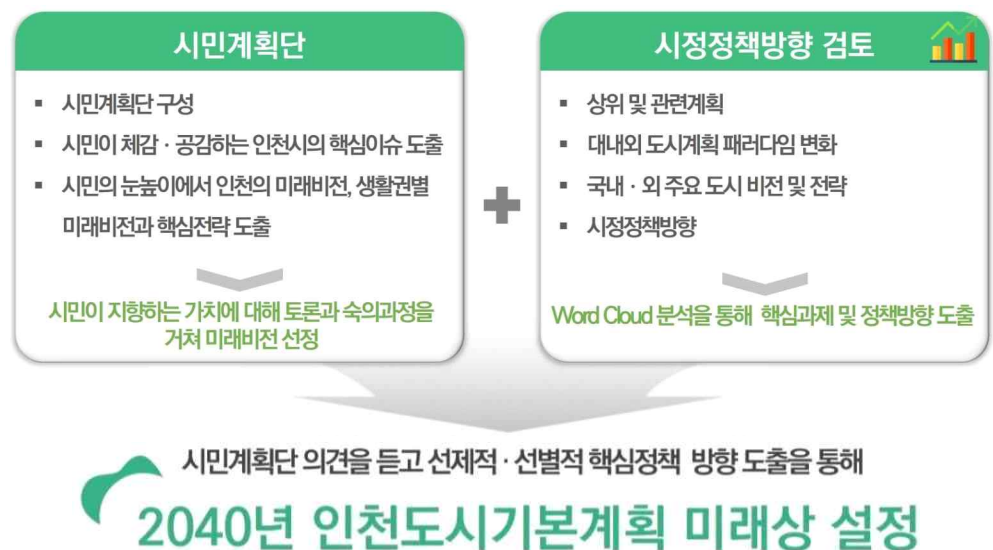 시민계획단
▪ 시민계획단 구성
▪ 시민이 체감 · 공감하는 인천시의 핵심이슈 도출
▪ 시민의 눈높이에서 인천의 미래비전, 생활권별
미래비전과 핵심전략 도출
시민이 지향하는 가치에 대해 토론과 숙의과정을
거쳐 미래비전 선정
+
시정정책방향 검토
▪ 상위 및 관련계획
▪ 대내외 도시계획 패러다임 변화
▪ 국내 · 외 주요 도시 비전 및 전략
▪ 시정정책방향
Word Cloud 분석을 통해 핵심과제 및 정책방향 도출
시민계획단 의견을 듣고 선제적 · 선별적 핵심정책 방향 도출을 통해
2040년 인천도시기본계획 미래상 설정